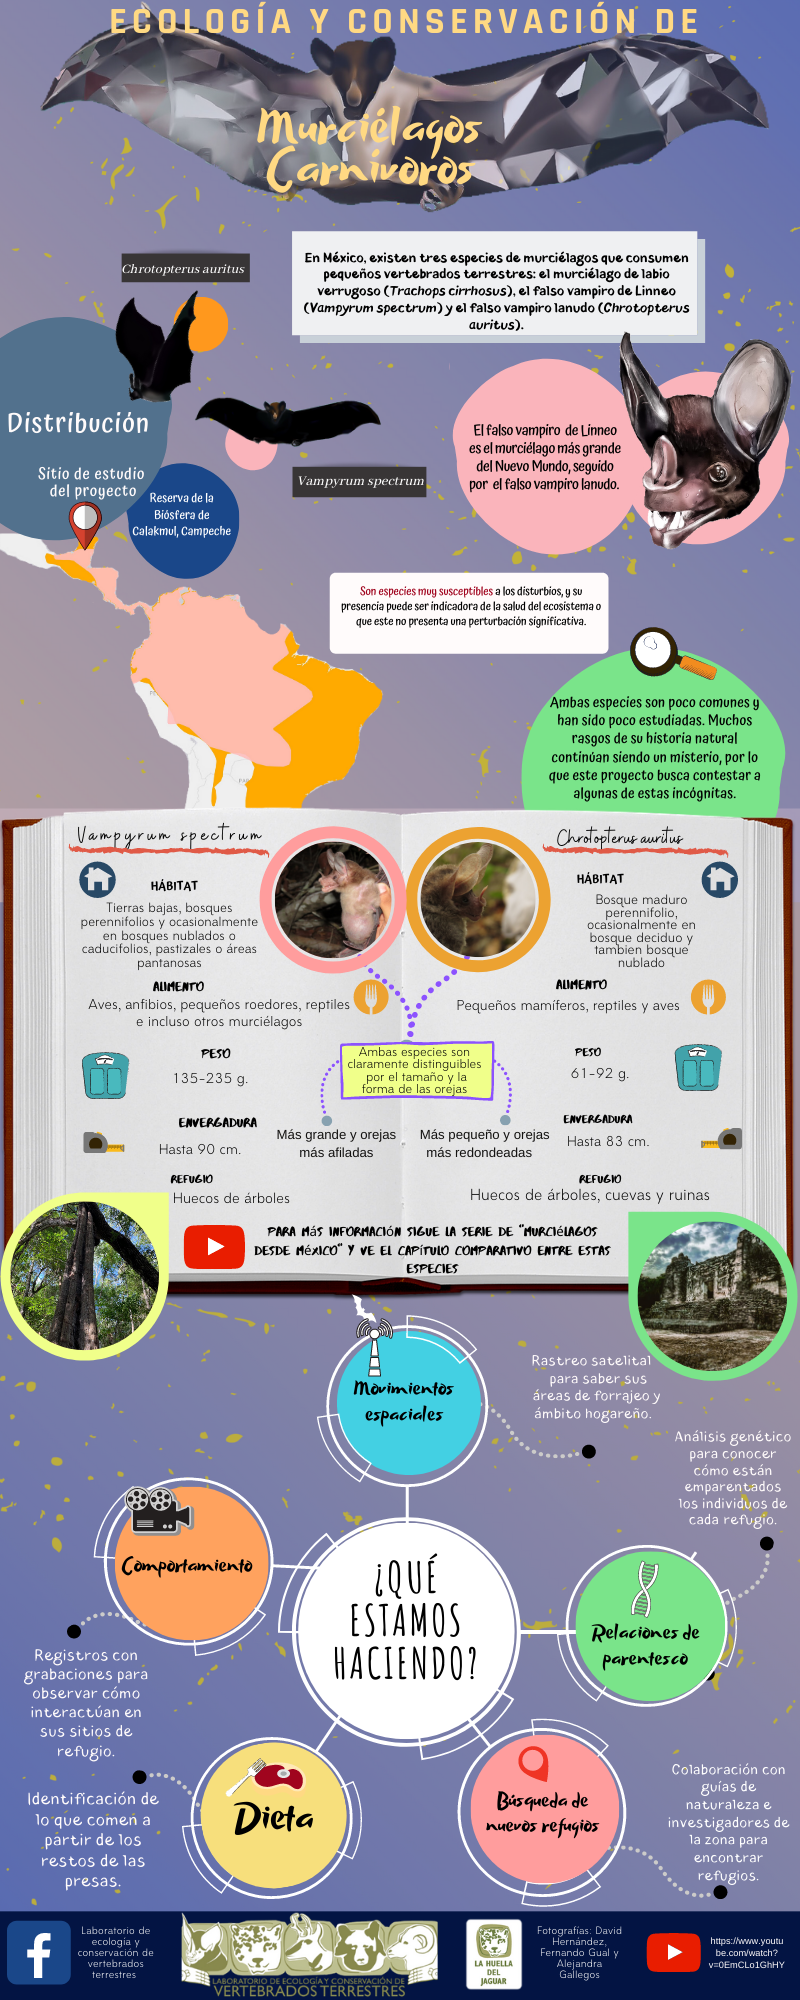 ECOLOGÍA Y CONSERVACIÓN DE
Murciélagos
Carnívoros
Chrotopterus auritus
En México, existen tres especies de murciélagos que consumen
pequeños vertebrados terrestres: el murciélago de labio
verrugoso (Trachops cirrhosus), el falso vampiro de Linneo
(Vampyrum spectrum) y el falso vampiro lanudo (Chrotopterus
auritus).
Distribución
Sitio de estudio
del proyecto
Reserva de la
Biósfera de
Calakmul, Campeche
Vampyrum spectrum
El falso vampiro de Linneo
es el murciélago más grande
del Nuevo Mundo, seguido
por el falso vampiro lanudo.
Son especies muy susceptibles a los disturbios, y su
presencia puede ser indicadora de la salud del ecosistema o
que este no presenta una perturbación significativa.
Ambas especies son poco comunes y
han sido poco estudiadas. Muchos
rasgos de su historia natural
continúan siendo un misterio, por lo
que este proyecto busca contestar a
algunas de estas incógnitas.
Vampyrum spectrum
HÁBITAT
Tierras bajas, bosques
perennifolios y ocasionalmente
en bosques nublados o
caducifolios, pastizales o áreas
pantanosas
ALIMENTO
Aves, anfibios, pequeños roedores, reptiles
e incluso otros murciélagos
PESO
135-235 g.
ENVERGADURA
Hasta 90 cm.
REFUGIO
Huecos de árboles
Chrotopterus auritus
HÁBITAT
Bosque maduro
perennifolio,
ocasionalmente en
bosque deciduo y
tambien bosque
nublado
ALIMENTO
Pequeños mamíferos, reptiles y aves
PESO
61-92 g.
ENVERGADURA
Hasta 83 cm.
REFUGIO
Huecos de árboles, cuevas y ruinas
Ambas especies son
claramente distinguibles
por el tamaño y la
forma de las orejas
Más grande y orejas
más afiladas
Más pequeño y orejas
más redondeadas
PARA MÁS INFORMACIÓN SIGUE LA SERIE DE "MURCIÉLAGOS
DESDE MÉXICO" Y VE EL CAPÍTULO COMPARATIVO ENTRE ESTAS
ESPECIES
Movimientos
espaciales
Rastreo satelital
para saber sus
áreas de forrajeo y
ámbito hogareño.
Análisis genético
para conocer
cómo están
emparentados
los individuos de
cada refugio.
Comportamiento
¿QUÉ
ESTAMOS
HACIENDO?
Relaciones de
parentesco
Registros con
grabaciones para
observar cómo
interactúan en
sus sitios de
refugio.
Identificación de
lo que comen a
partir de los
restos de las
presas.
Dieta
Búsqueda de
nuevos refugios
Colaboración con
guías de
naturaleza e
investigadores de
la zona para
encontrar
refugios.
Laboratorio de
ecología y
conservación de
vertebrados
terrestres
LABORATORIO DE ECOLOGÍA Y CONSERVACIÓN DE
VERTEBRADOS TERRESTRES
LA HUELLA
DEL
JAGUAR
Fotografías: David
Hernández,
Fernando Gual y
Alejandra
Gallegos
https://www.youtu
be.com/watch?
v=0EmCLo1GhHY